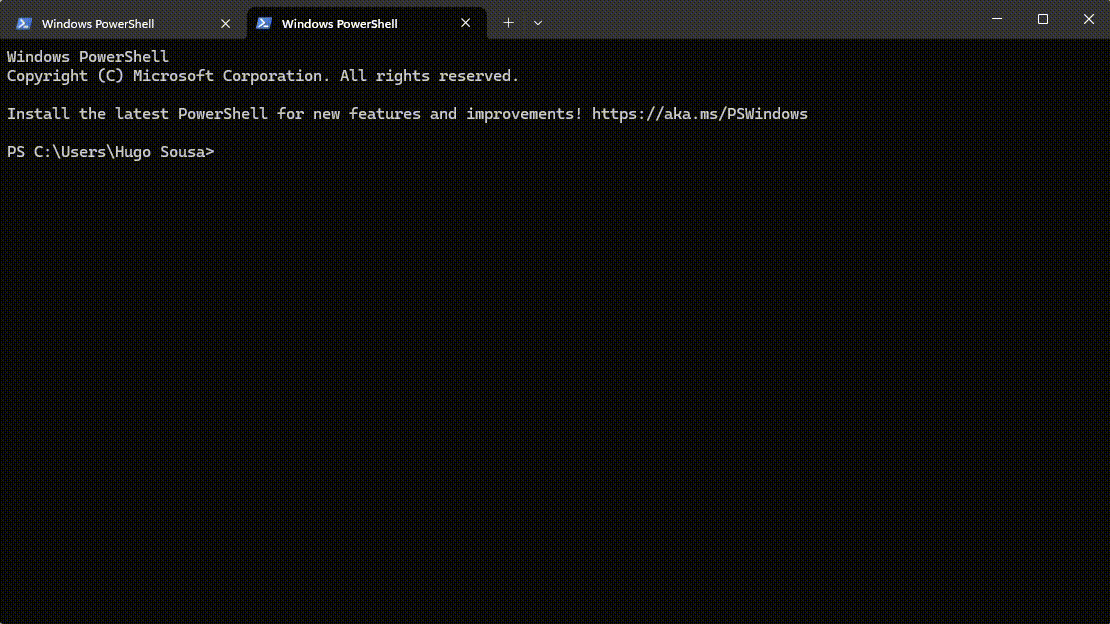 Windows PowerShell
Windows PowerShell
Windows PowerShell
Copyright (C) Microsoft Corporation. All rights reserved.
Install the latest PowerShell for new features and improvements! https://aka.ms/PSWindows
PS C:\Users\Hugo Sousa>